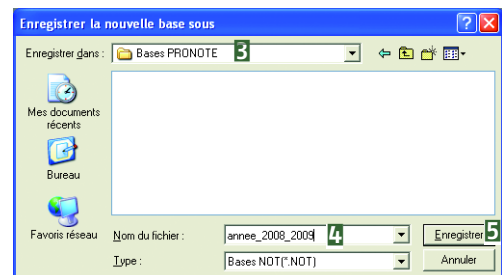 Enregistrer la nouvelle base sous
Enregistrer dans : Bases PRONOTE 3
Mes documents
récents
Bureau
Favoris réseau
Nom du fichier : annee_2008_2009 4 Enregistrer 5
Type : Bases NOT(*.NOT) Annuler